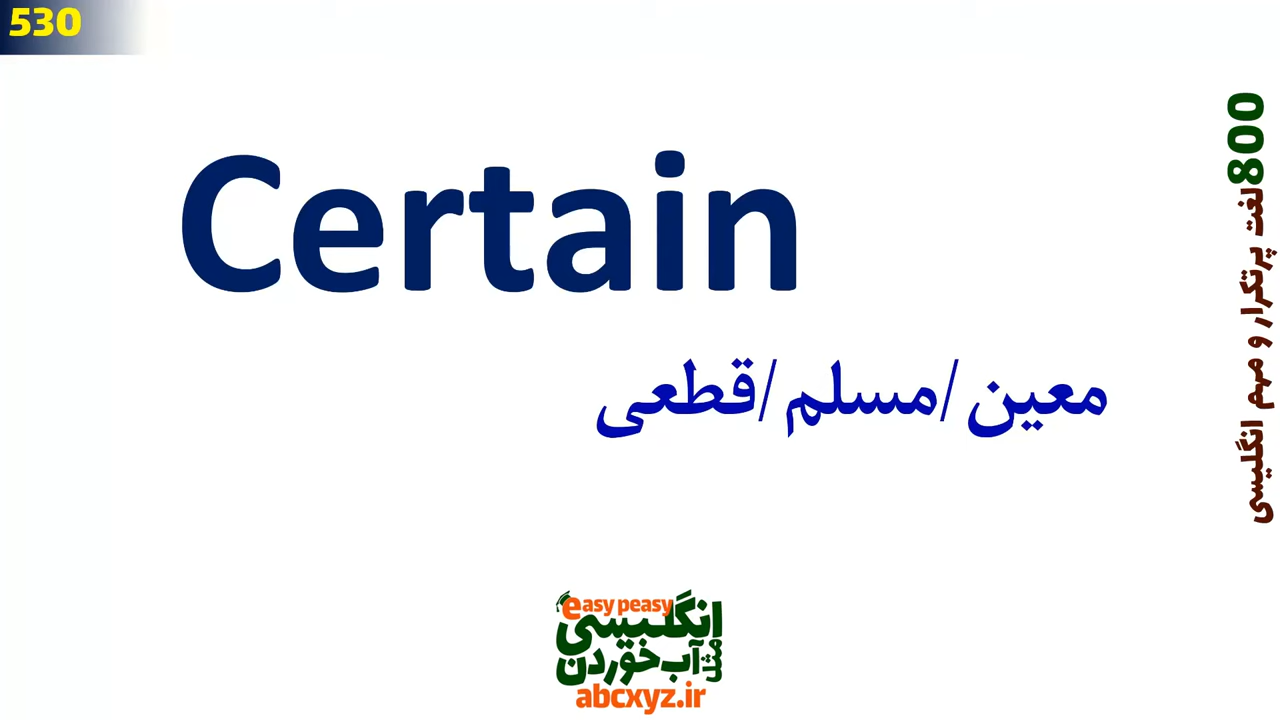 530
Certain
معین/مسلم/قطعی
800 لغت پرتکرار و مهم انگلیسی
easy peasy
انگلیسی
مثل آب خوردن
abcxyz.ir